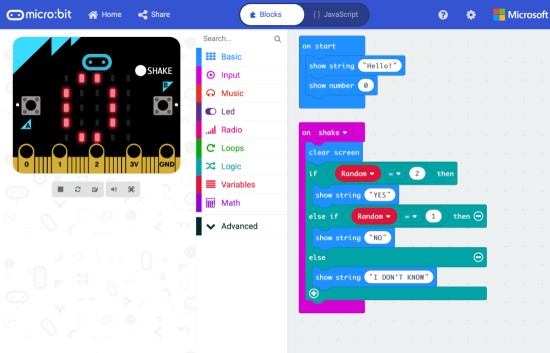 micro:bit
Home
Share
Blocks
{} JavaScript
?
Microsoft
SHAKE
B
A
0 1 2 3V GND
Search...
Basic
Input
Music
Led
Radio
Loops
Logic
Variables
Math
Advanced
on start
show string "Hello!"
show number 0
on shake
clear screen
if Random = 2 then
show string "YES"
else if Random = 1 then
show string "NO"
else
show string "I DON'T KNOW"